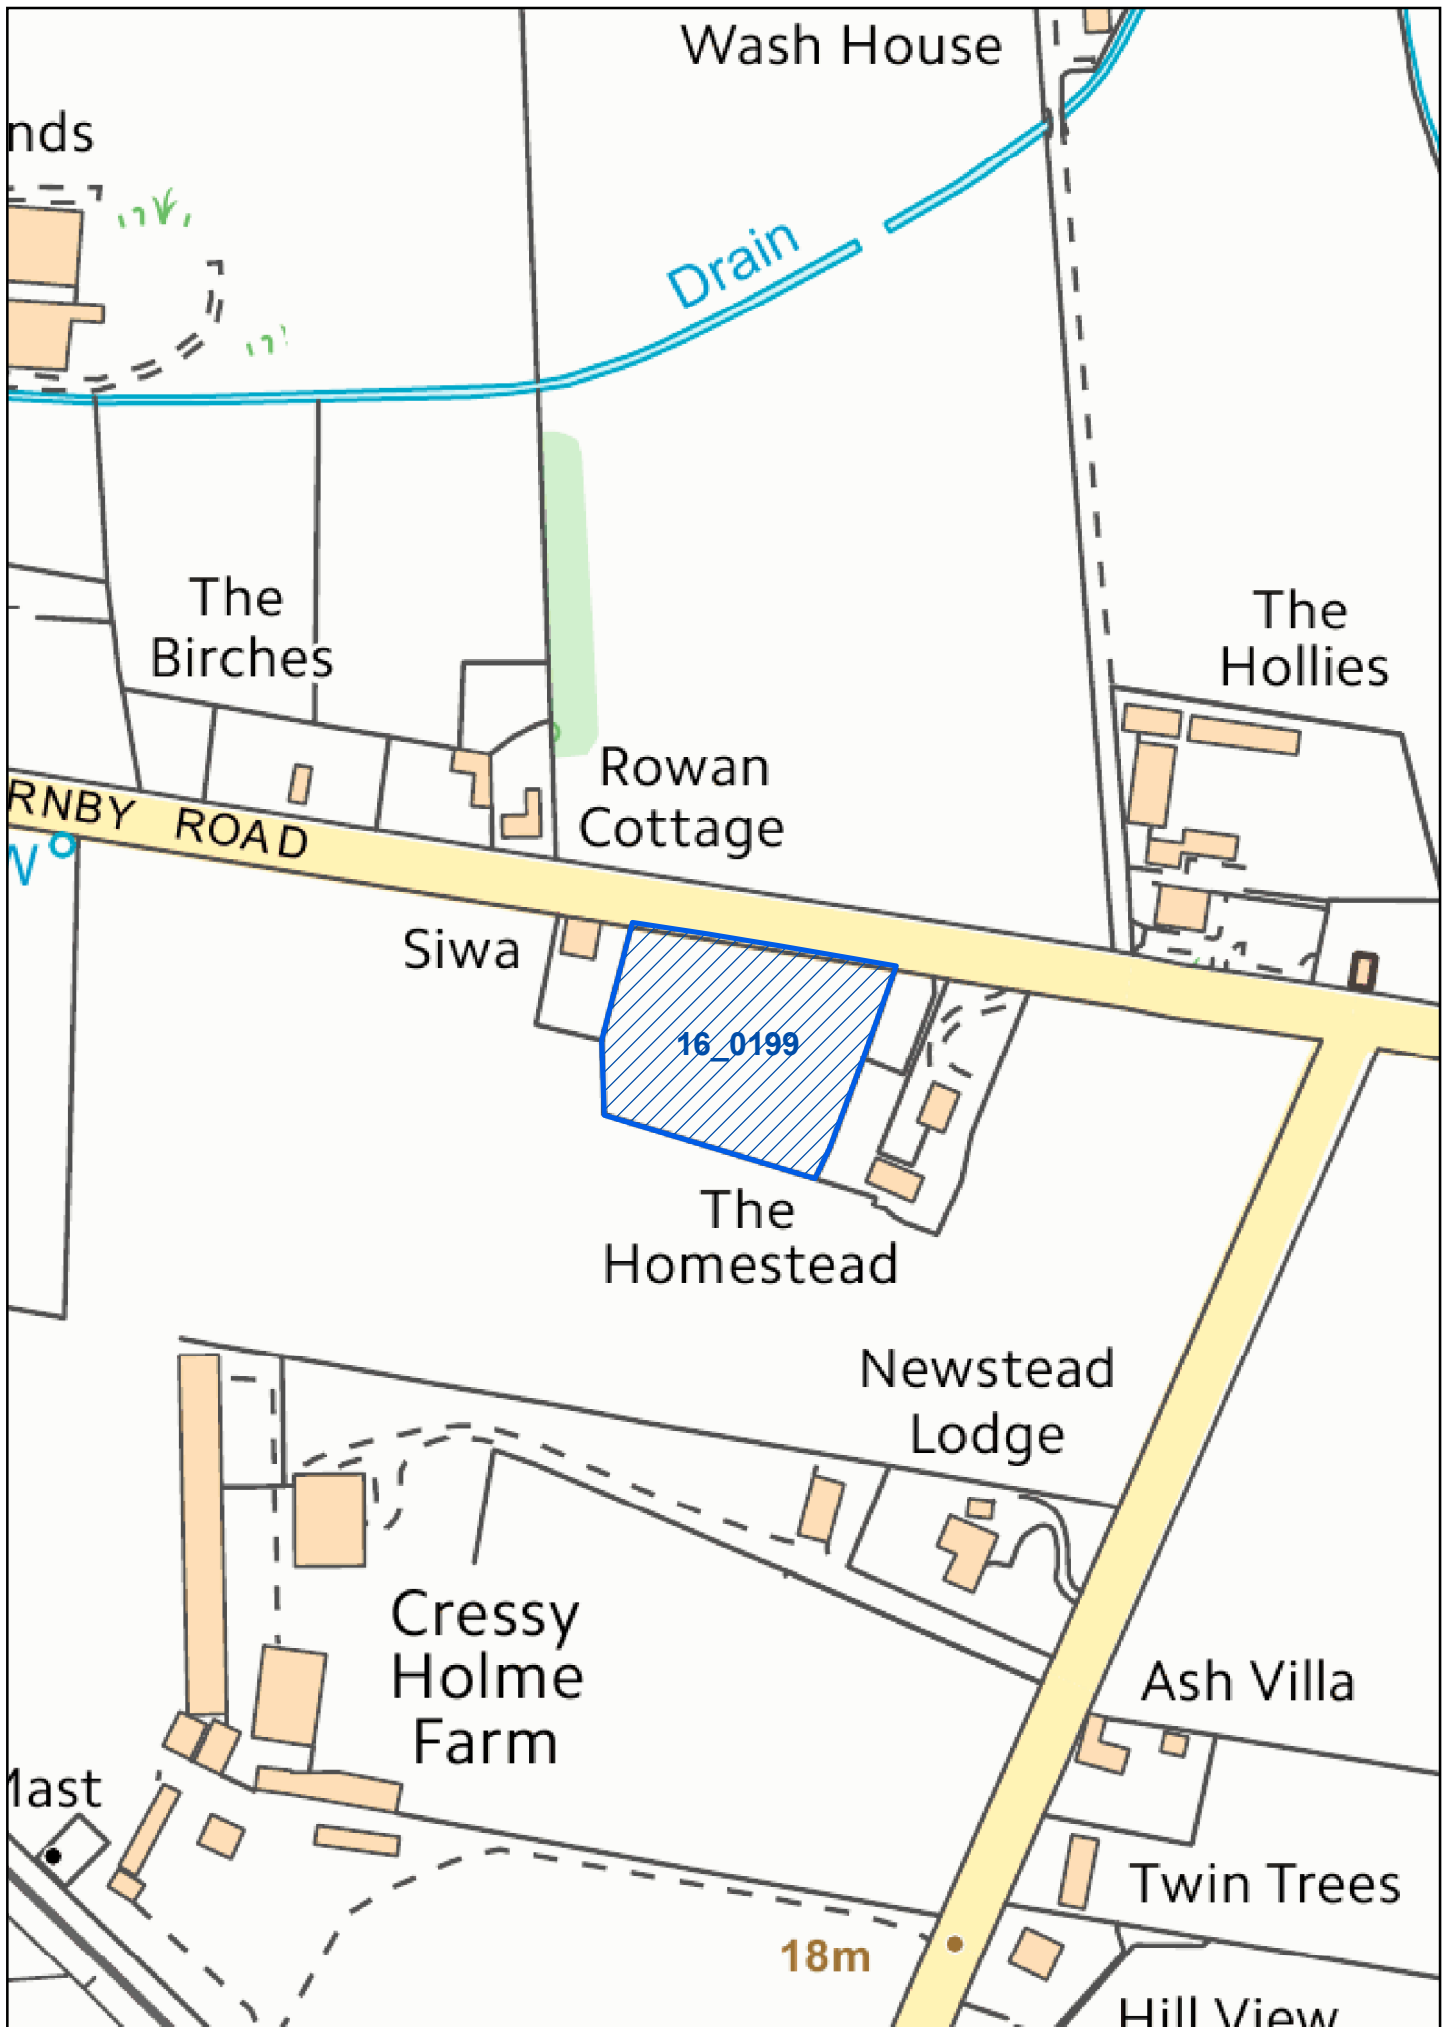 Wash House
nds
Drain
The
Birches
The
Hollies
Rowan
Cottage
RNBY ROAD
W
Siwa
16_0199
The
Homestead
Newstead
Lodge
Cressy
Holme
Farm
Ash Villa
Mast
Twin Trees
18m
Hill View